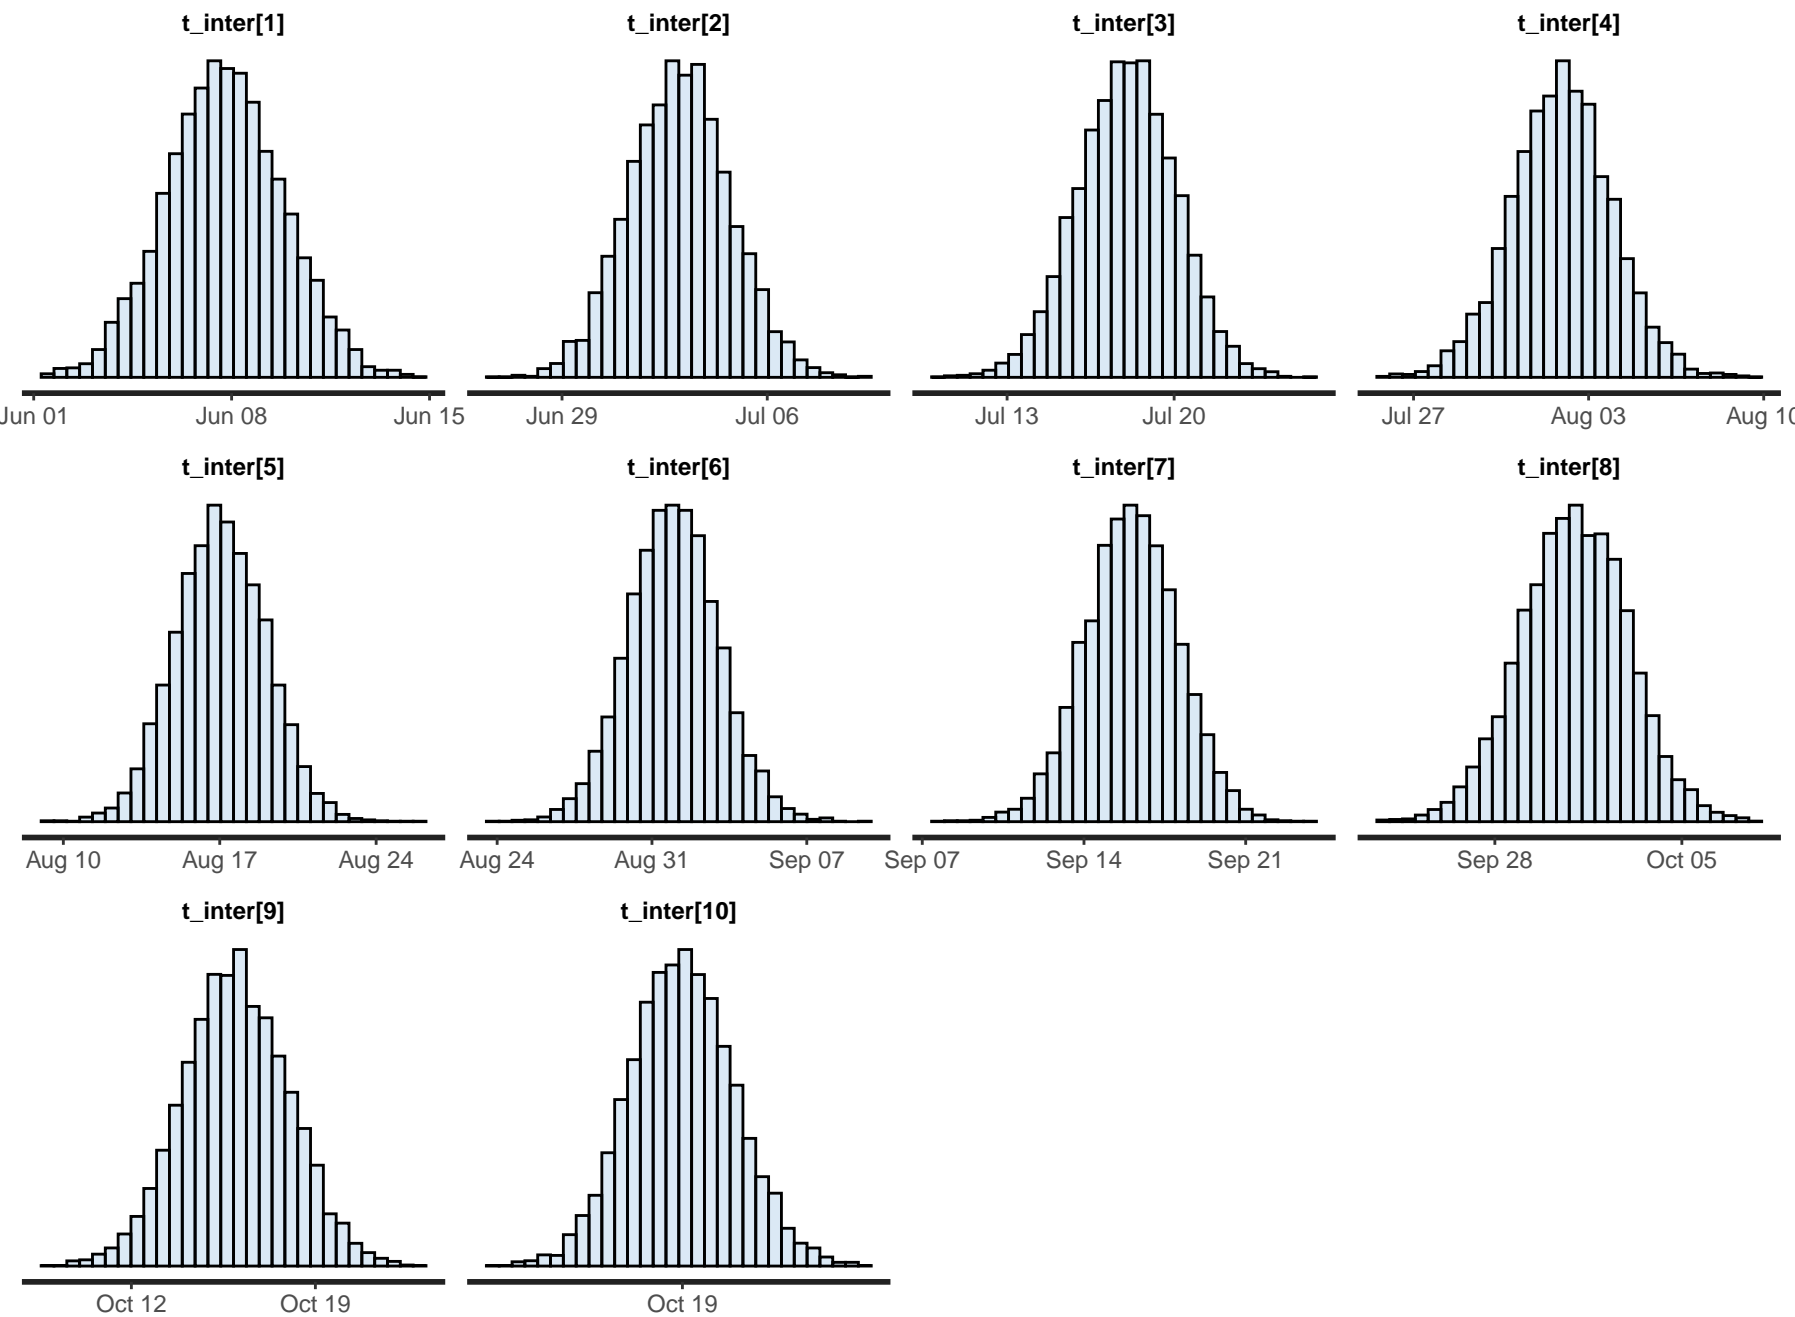 t_inter[1] t_inter[2] t_inter[3] t_inter[4]
Jun 01 Jun 08 Jun 15 Jun 29 Jul 06 Jul 13 Jul 20 Jul 27 Aug 03 Aug 10
t_inter[5] t_inter[6] t_inter[7] t_inter[8]
Aug 10 Aug 17 Aug 24 Aug 24 Aug 31 Sep 07 Sep 07 Sep 14 Sep 21 Sep 28 Oct 05
t_inter[9] t_inter[10]
Oct 12 Oct 19 Oct 19